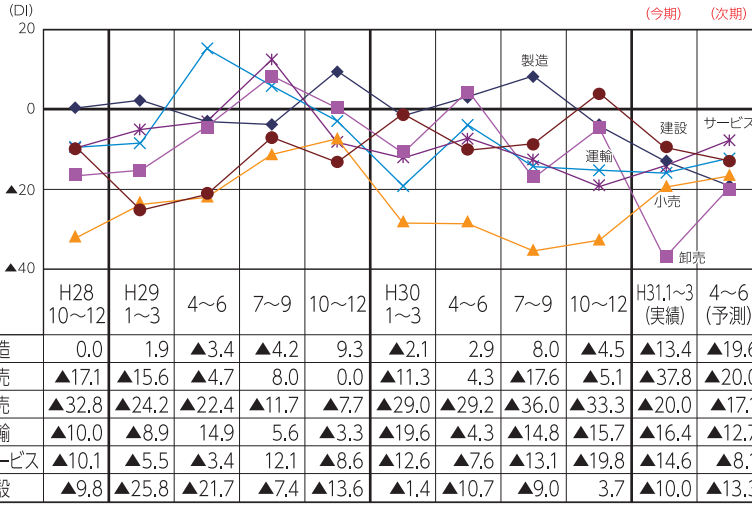 (DI)
(今期) (次期)
20
0
▲20
▲40
製造
建設
サービス
運輸
小売
卸売
H28 10～12 H29 1～3 4～6 7～9 10～12 H30 1～3 4～6 7～9 10～12 H31.1～3 (実績) 4～6 (予測)
造 0.0 1.9 ▲3.4 ▲4.2 9.3 ▲2.1 2.9 8.0 ▲4.5 ▲13.4 ▲19.6
売 ▲17.1 ▲15.6 ▲4.7 8.0 0.0 ▲11.3 4.3 ▲17.6 ▲5.1 ▲37.8 ▲20.0
売 ▲32.8 ▲24.2 ▲22.4 ▲11.7 ▲7.7 ▲29.0 ▲29.2 ▲36.0 ▲33.3 ▲20.0 ▲17.1
輸 ▲10.0 ▲8.9 14.9 5.6 ▲3.3 ▲19.6 ▲4.3 ▲14.8 ▲15.7 ▲16.4 ▲12.7
ービス ▲10.1 ▲5.5 ▲3.4 12.1 ▲8.6 ▲12.6 ▲7.6 ▲13.1 ▲19.8 ▲14.6 ▲8.1
設 ▲9.8 ▲25.8 ▲21.7 ▲7.4 ▲13.6 ▲1.4 ▲10.7 ▲9.0 3.7 ▲10.0 ▲13.3